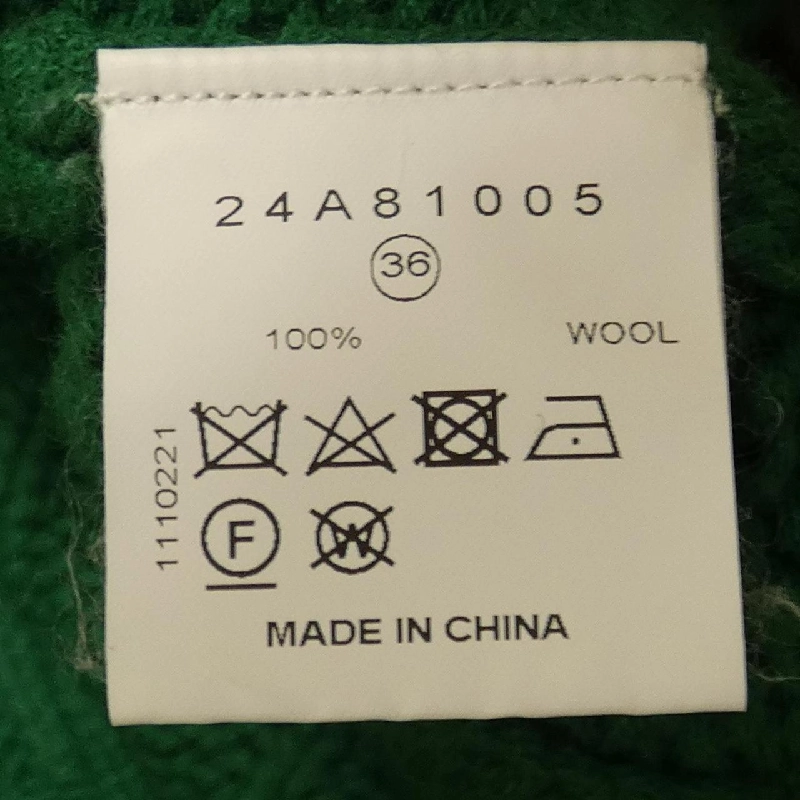 24A81005
36
100% WOOL
1110221
F W
MADE IN CHINA